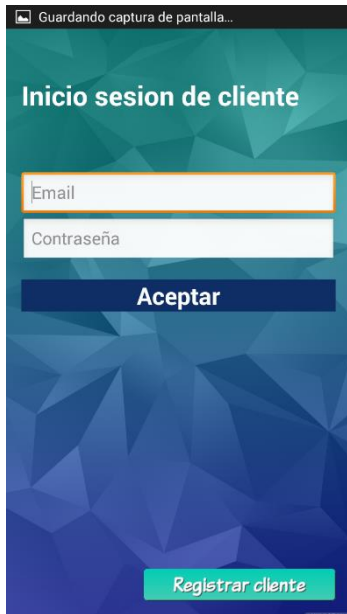 Guardando captura de pantalla...
Inicio sesion de cliente
Email
Contraseña
Aceptar
Registrar cliente